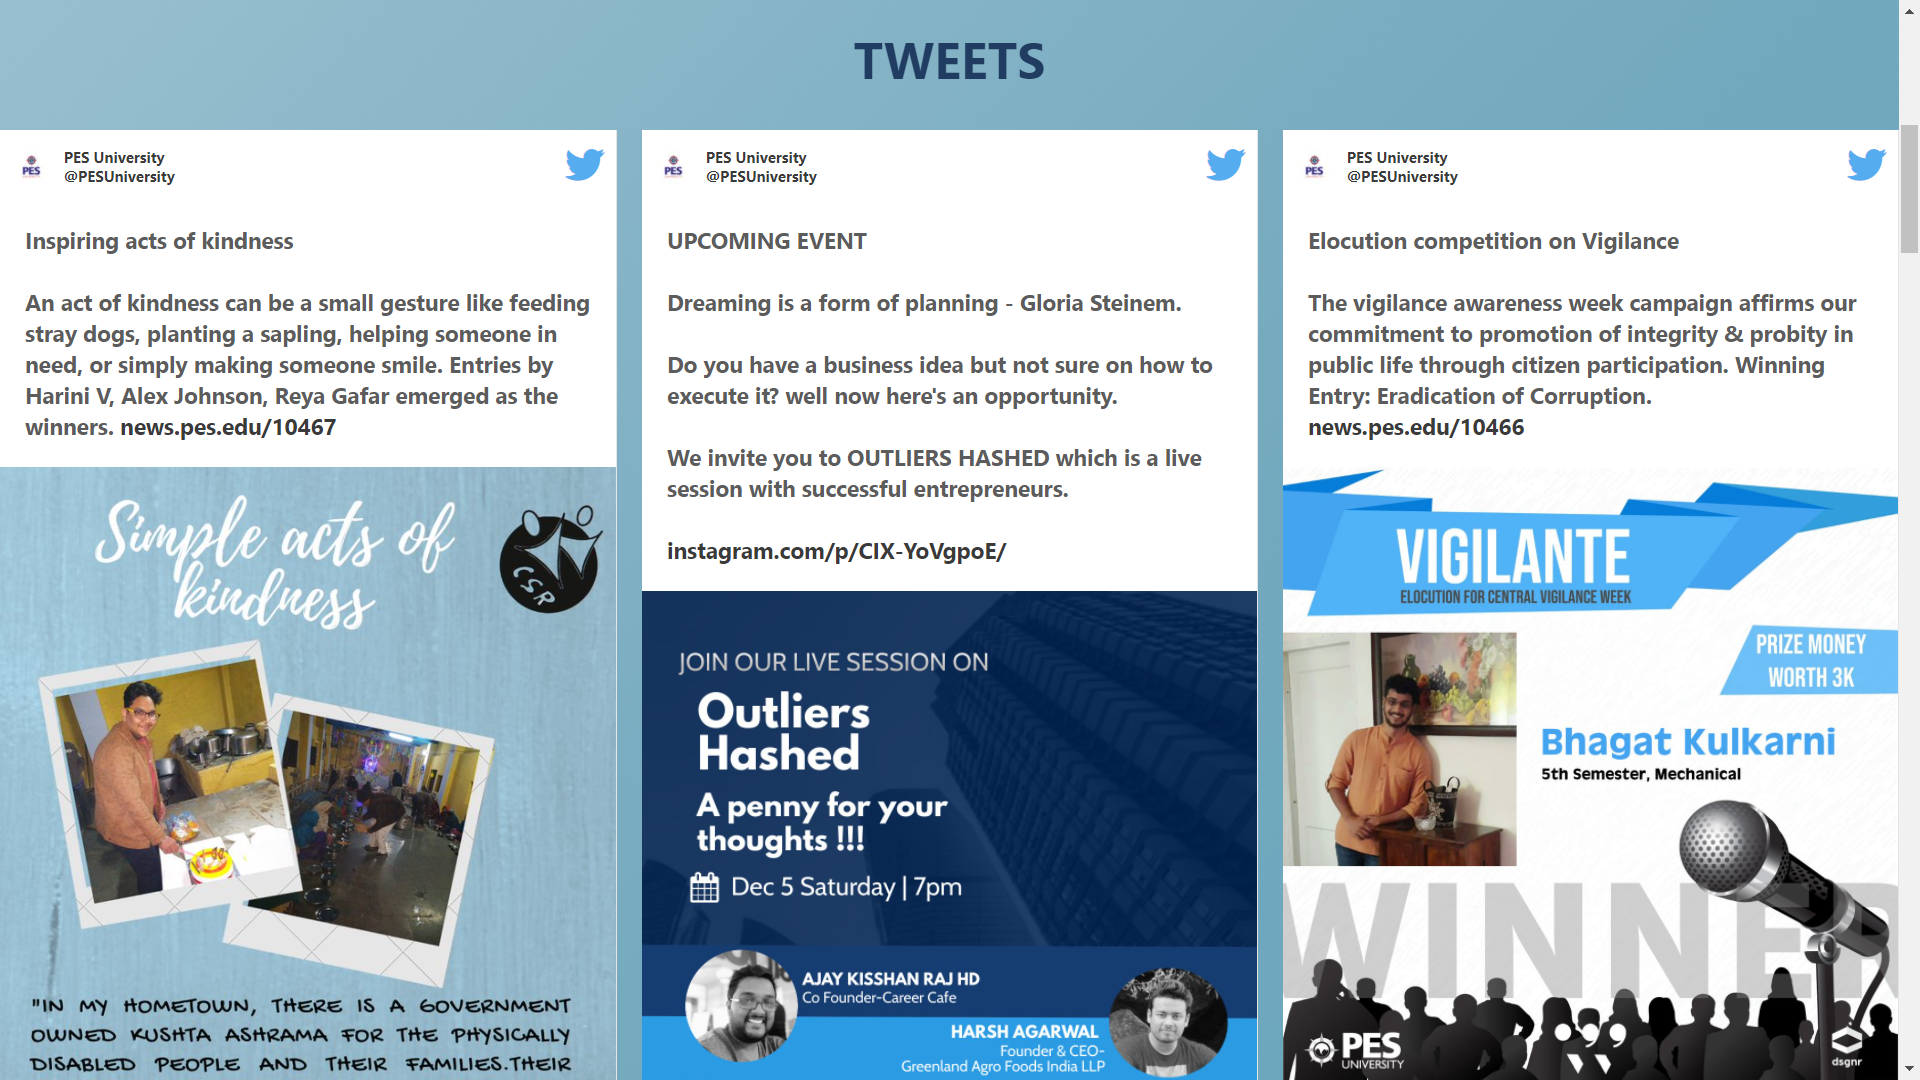 TWEETS
PES
PES University
@PESUniversity
Inspiring acts of kindness
An act of kindness can be a small gesture like feeding
stray dogs, planting a sapling, helping someone in
need, or simply making someone smile. Entries by
Harini V, Alex Johnson, Reya Gafar emerged as the
winners. news.pes.edu/10467
Simple acts of
kindness
CSR
"IN MY HOMETOWN, THERE IS A GOVERNMENT
OWNED KUSHTA ASHRAMA FOR THE PHYSICALLY
DISABLED PEOPLE AND THEIR FAMILIES.THEIR
PES
PES University
@PESUniversity
UPCOMING EVENT
Dreaming is a form of planning - Gloria Steinem.
Do you have a business idea but not sure on how to
execute it? well now here's an opportunity.
We invite you to OUTLIERS HASHED which is a live
session with successful entrepreneurs.
instagram.com/p/CIX-YoVgpoE/
JOIN OUR LIVE SESSION ON
Outliers
Hashed
A penny for your
thoughts !!!
Dec 5 Saturday | 7pm
AJAY KISSHAN RAJ HD
Co Founder-Career Cafe
HARSH AGARWAL
Founder & CEO-
Greenland Agro Foods India LLP
PES
PES University
@PESUniversity
Elocution competition on Vigilance
The vigilance awareness week campaign affirms our
commitment to promotion of integrity & probity in
public life through citizen participation. Winning
Entry: Eradication of Corruption.
news.pes.edu/10466
VIGILANTE
ELOCUTION FOR CENTRAL VIGILANCE WEEK
PRIZE MONEY
WORTH 3K
Bhagat Kulkarni
5th Semester, Mechanical
WINNER
PES
UNIVERSITY
dsgnr